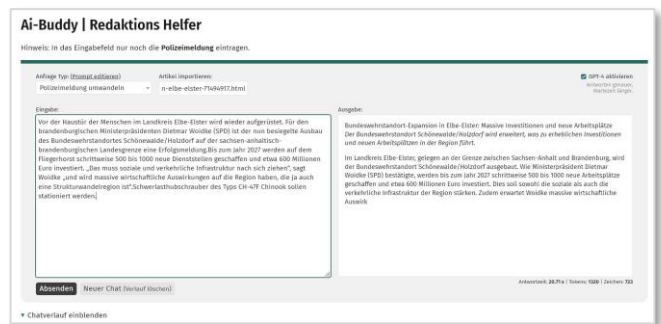 Ai-Buddy | Redaktions Helfer
Hinweis: In das Eingabefeld nur noch die Polizeimeldung eintragen.
Anfrage Typ: (Prompt editieren)
Artikel importieren:
GPT-4 aktivieren
Antworten genauer,
Wartezeit länger.
Polizeimeldung umwandeln
n-elbe-elster-71494917.html
Eingabe:
Vor der Haustür der Menschen im Landkreis Elbe-Elster wird wieder aufgerüstet. Für den
brandenburgischen Ministerpräsidenten Dietmar Woidke (SPD) ist der nun besiegelte Ausbau
des Bundeswehrstandortes Schönewalde/Holzdorf auf der sachsen-anhaltisch-
brandenburgischen Landesgrenze eine Erfolgsmeldung.Bis zum Jahr 2027 werden auf dem
Fliegerhorst schrittweise 500 bis 1000 neue Dienststellen geschaffen und etwa 600 Millionen
Euro investiert. „Das muss soziale und verkehrliche Infrastruktur nach sich ziehen", sagt
Woidke „und wird massive wirtschaftliche Auswirkungen auf die Region haben, die ja auch
eine Strukturwandelregion ist".Schwerlasthubschrauber des Typs CH-47F Chinook sollen
stationiert werden.
Ausgabe:
Bundeswehrstandort-Expansion in Elbe-Elster: Massive Investitionen und neue Arbeitsplätze
Der Bundeswehrstandort Schönewalde/Holzdorf wird erweitert, was zu erheblichen Investitionen
und neuen Arbeitsplätzen in der Region führt.
Im Landkreis Elbe-Elster, gelegen an der Grenze zwischen Sachsen-Anhalt und Brandenburg, wird
der Bundeswehrstandort Schönewalde/Holzdorf ausgebaut. Wie Ministerpräsident Dietmar
Woidke (SPD) bestätigte, werden bis zum Jahr 2027 schrittweise 500 bis 1000 neue Arbeitsplätze
geschaffen und etwa 600 Millionen Euro investiert. Dies soll sowohl die soziale als auch die
verkehrliche Infrastruktur der Region stärken. Zudem erwartet Woidke massive wirtschaftliche
Auswirk
Absenden
Neuer Chat (Verlauf löschen)
Antwortzeit: 20.71 s | Tokens: 1320 | Zeichen: 723
▾ Chatverlauf einblenden